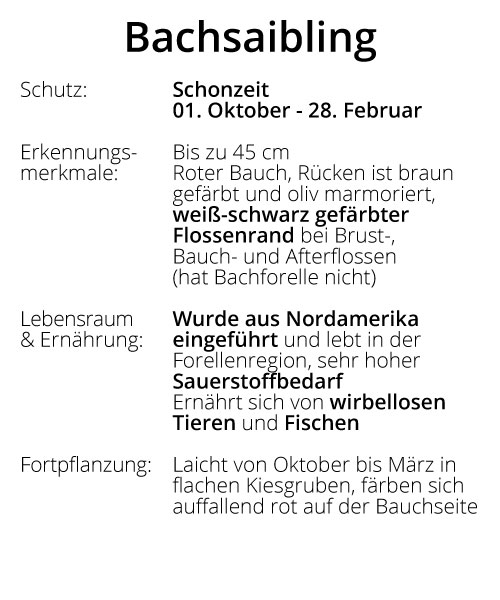 Bachsaibling
Schutz: Schonzeit
01. Oktober - 28. Februar
Erkennungs- Bis zu 45 cm
merkmale: Roter Bauch, Rücken ist braun
gefärbt und oliv marmoriert,
weiß-schwarz gefärbter
Flossenrand bei Brust-,
Bauch- und Afterflossen
(hat Bachforelle nicht)
Lebensraum Wurde aus Nordamerika
& Ernährung: eingeführt und lebt in der
Forellenregion, sehr hoher
Sauerstoffbedarf
Ernährt sich von wirbellosen
Tieren und Fischen
Fortpflanzung: Laicht von Oktober bis März in
flachen Kiesgruben, färben sich
auffallend rot auf der Bauchseite